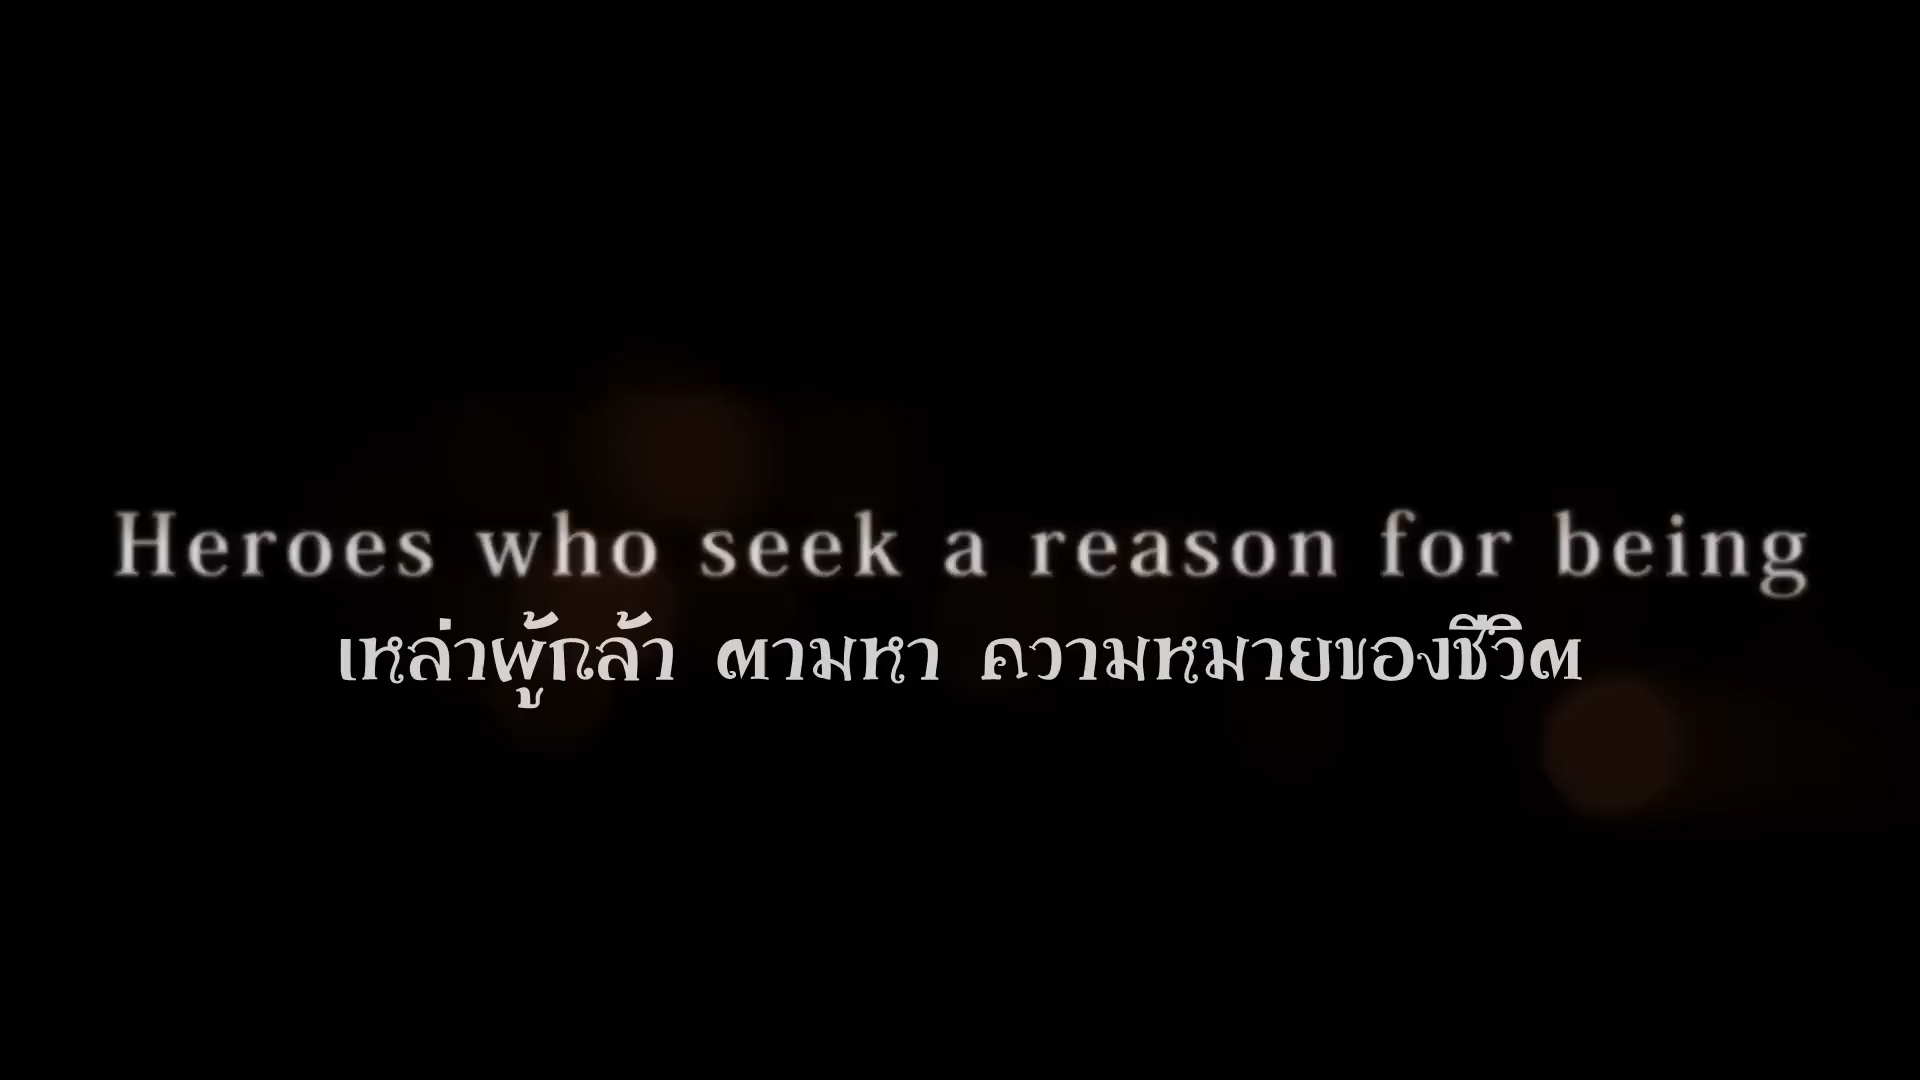 Heroes who seek a reason for being
เหล่าผู้กล้า ตามหา ความหมายของชีวิต